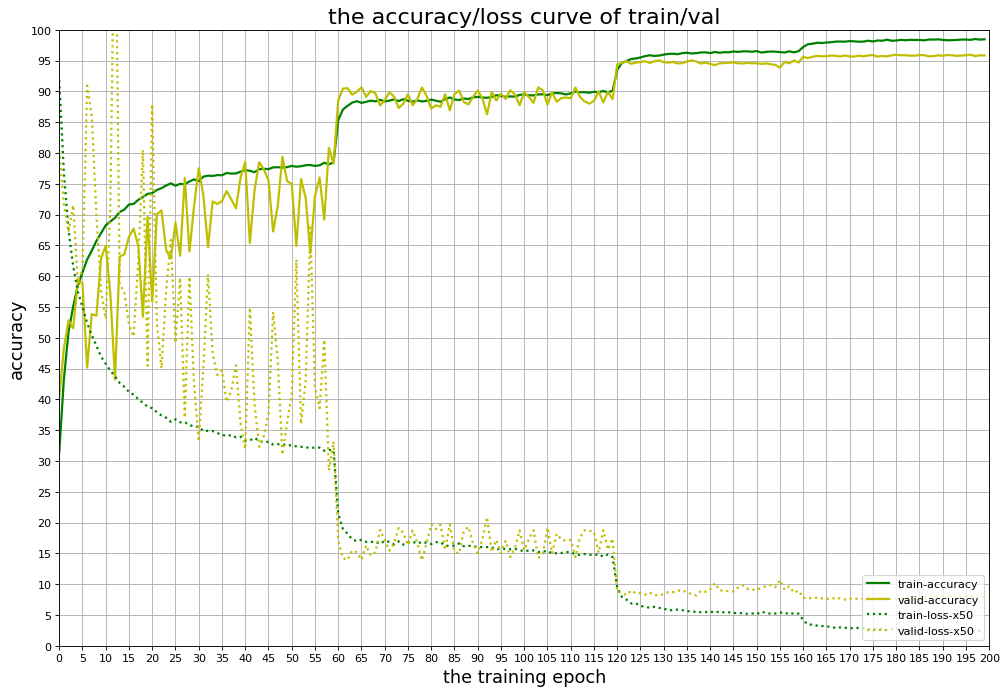 the accuracy/loss curve of train/val
100
95
90
85
80
75
70
65
60
55
50
45
40
35
30
25
20
15
10
5
0
accuracy
train-accuracy
valid-accuracy
train-loss-x50
valid-loss-x50
0 5 10 15 20 25 30 35 40 45 50 55 60 65 70 75 80 85 90 95 100 105 110 115 120 125 130 135 140 145 150 155 160 165 170 175 180 185 190 195 200
the training epoch